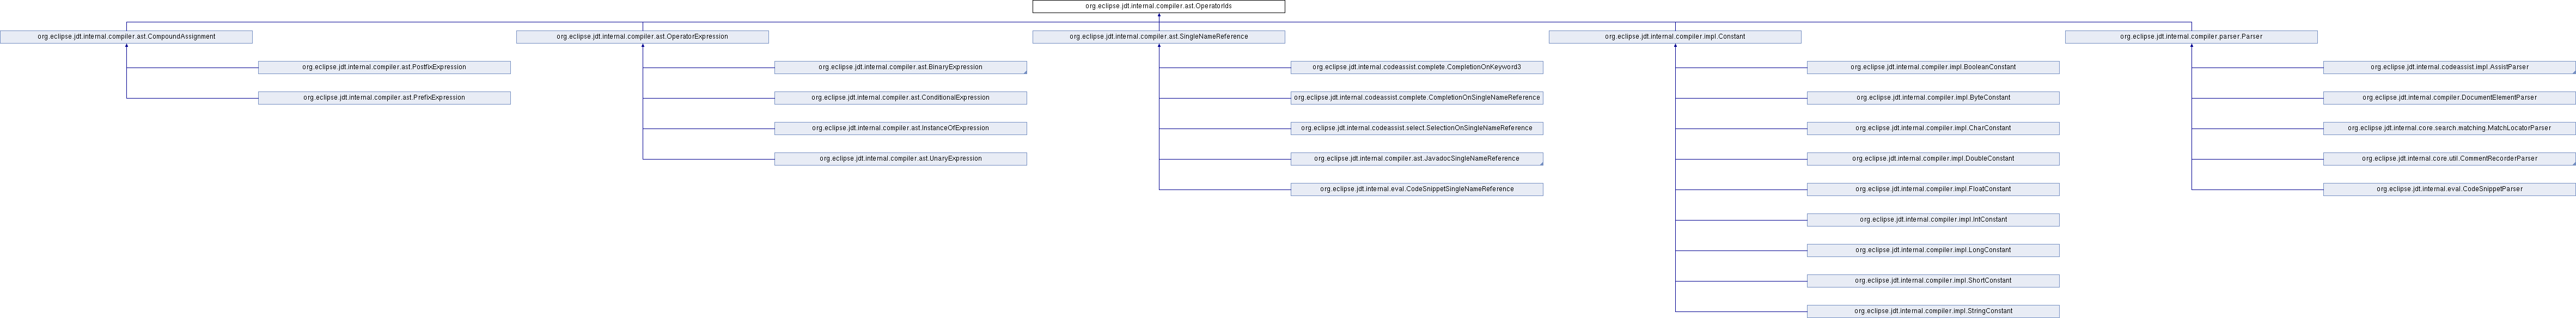 org.eclipse.jdt.internal.compiler.ast.OperatorIds
org.eclipse.jdt.internal.compiler.ast.CompoundAssignment
org.eclipse.jdt.internal.compiler.ast.OperatorExpression
org.eclipse.jdt.internal.compiler.ast.SingleNameReference
org.eclipse.jdt.internal.compiler.impl.Constant
org.eclipse.jdt.internal.compiler.parser.Parser
org.eclipse.jdt.internal.compiler.ast.PostfixExpression
org.eclipse.jdt.internal.compiler.ast.BinaryExpression
org.eclipse.jdt.internal.codeassist.complete.CompletionOnKeyword3
org.eclipse.jdt.internal.compiler.impl.BooleanConstant
org.eclipse.jdt.internal.codeassist.impl.AssistParser
org.eclipse.jdt.internal.compiler.ast.PrefixExpression
org.eclipse.jdt.internal.compiler.ast.ConditionalExpression
org.eclipse.jdt.internal.codeassist.complete.CompletionOnSingleNameReference
org.eclipse.jdt.internal.compiler.impl.ByteConstant
org.eclipse.jdt.internal.compiler.DocumentElementParser
org.eclipse.jdt.internal.compiler.ast.InstanceOfExpression
org.eclipse.jdt.internal.codeassist.select.SelectionOnSingleNameReference
org.eclipse.jdt.internal.compiler.impl.CharConstant
org.eclipse.jdt.internal.core.search.matching.MatchLocatorParser
org.eclipse.jdt.internal.compiler.ast.UnaryExpression
org.eclipse.jdt.internal.compiler.ast.JavadocSingleNameReference
org.eclipse.jdt.internal.compiler.impl.DoubleConstant
org.eclipse.jdt.internal.core.util.CommentRecorderParser
org.eclipse.jdt.internal.eval.CodeSnippetSingleNameReference
org.eclipse.jdt.internal.compiler.impl.FloatConstant
org.eclipse.jdt.internal.eval.CodeSnippetParser
org.eclipse.jdt.internal.compiler.impl.IntConstant
org.eclipse.jdt.internal.compiler.impl.LongConstant
org.eclipse.jdt.internal.compiler.impl.ShortConstant
org.eclipse.jdt.internal.compiler.impl.StringConstant